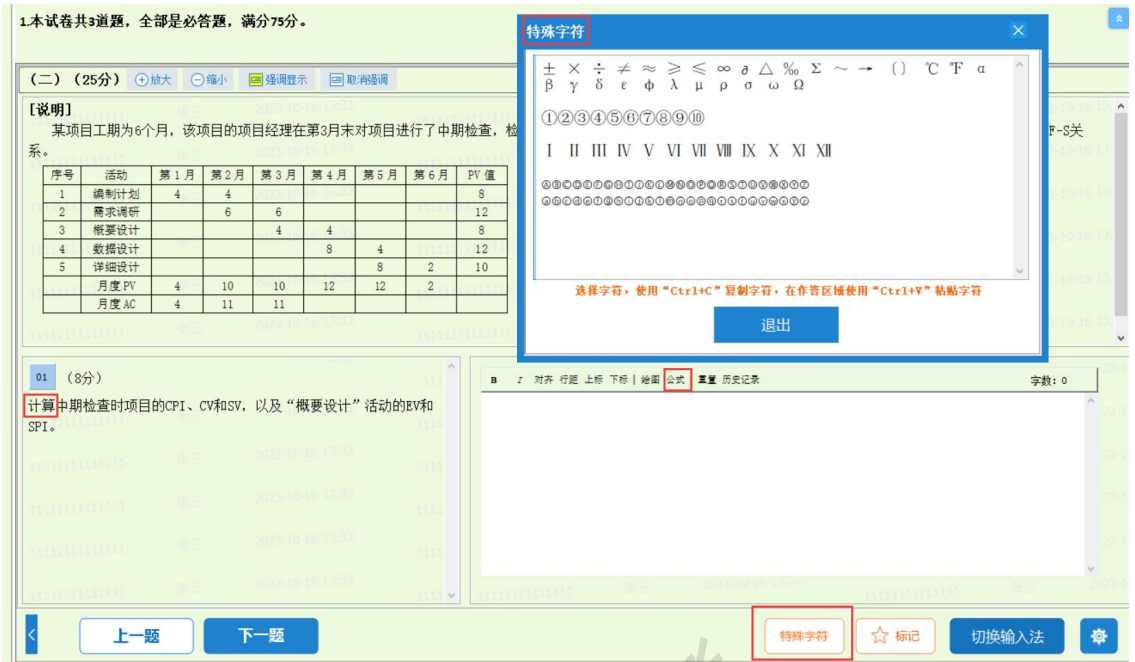 1.本试卷共3道题，全部是必答题，满分75分。
（二）（25分） 放大 缩小 强调显示 取消强调
[说明]
某项目工期为6个月，该项目的项目经理在第3月末对项目进行了中期检查，检
F-S关
系。
序号 活动 第1月 第2月 第3月 第4月 第5月 第6月 PV值
1 编制计划 4 4 8
2 需求调研 6 6 12
3 概要设计 4 4 8
4 数据设计 8 4 12
5 详细设计 8 2 10
月度PV 4 10 10 12 12 2
月度AC 4 11 11
特殊字符
± × ÷ ≠ ≈ ≥ ≤ ∞ ∂ △ ‰ Σ ～ → () ℃ ℉ α
β γ δ ε φ λ μ ρ σ ω Ω
①②③④⑤⑥⑦⑧⑨⑩
Ⅰ Ⅱ Ⅲ Ⅳ Ⅴ Ⅵ Ⅶ Ⅷ Ⅸ Ⅹ Ⅺ Ⅻ
ⒶⒷⒸⒹⒺⒻⒼⒽⒾⒿⓀⓁⓂⓃⓄⓅⓆⓇⓈⓉⓊⓋⓌⓍⓎⓏ
ⓐⓑⓒⓓⓔⓕⓖⓗⓘⓙⓚⓛⓜⓝⓞⓟⓠⓡⓢⓣⓤⓥⓦⓧⓨⓩ
选择字符，使用“Ctrl+C”复制字符，在作答区域使用“Ctrl+V”粘贴字符
退出
01 （8分）
计算中期检查时项目的CPI、CV和SV，以及“概要设计”活动的EV和
SPI。
B I 对齐 行距 上标 下标 | 绘图 公式 重置 历史记录 字数：0
上一题 下一题 特殊字符 标记 切换输入法
张三 2023-10-16 13:33
111111111111